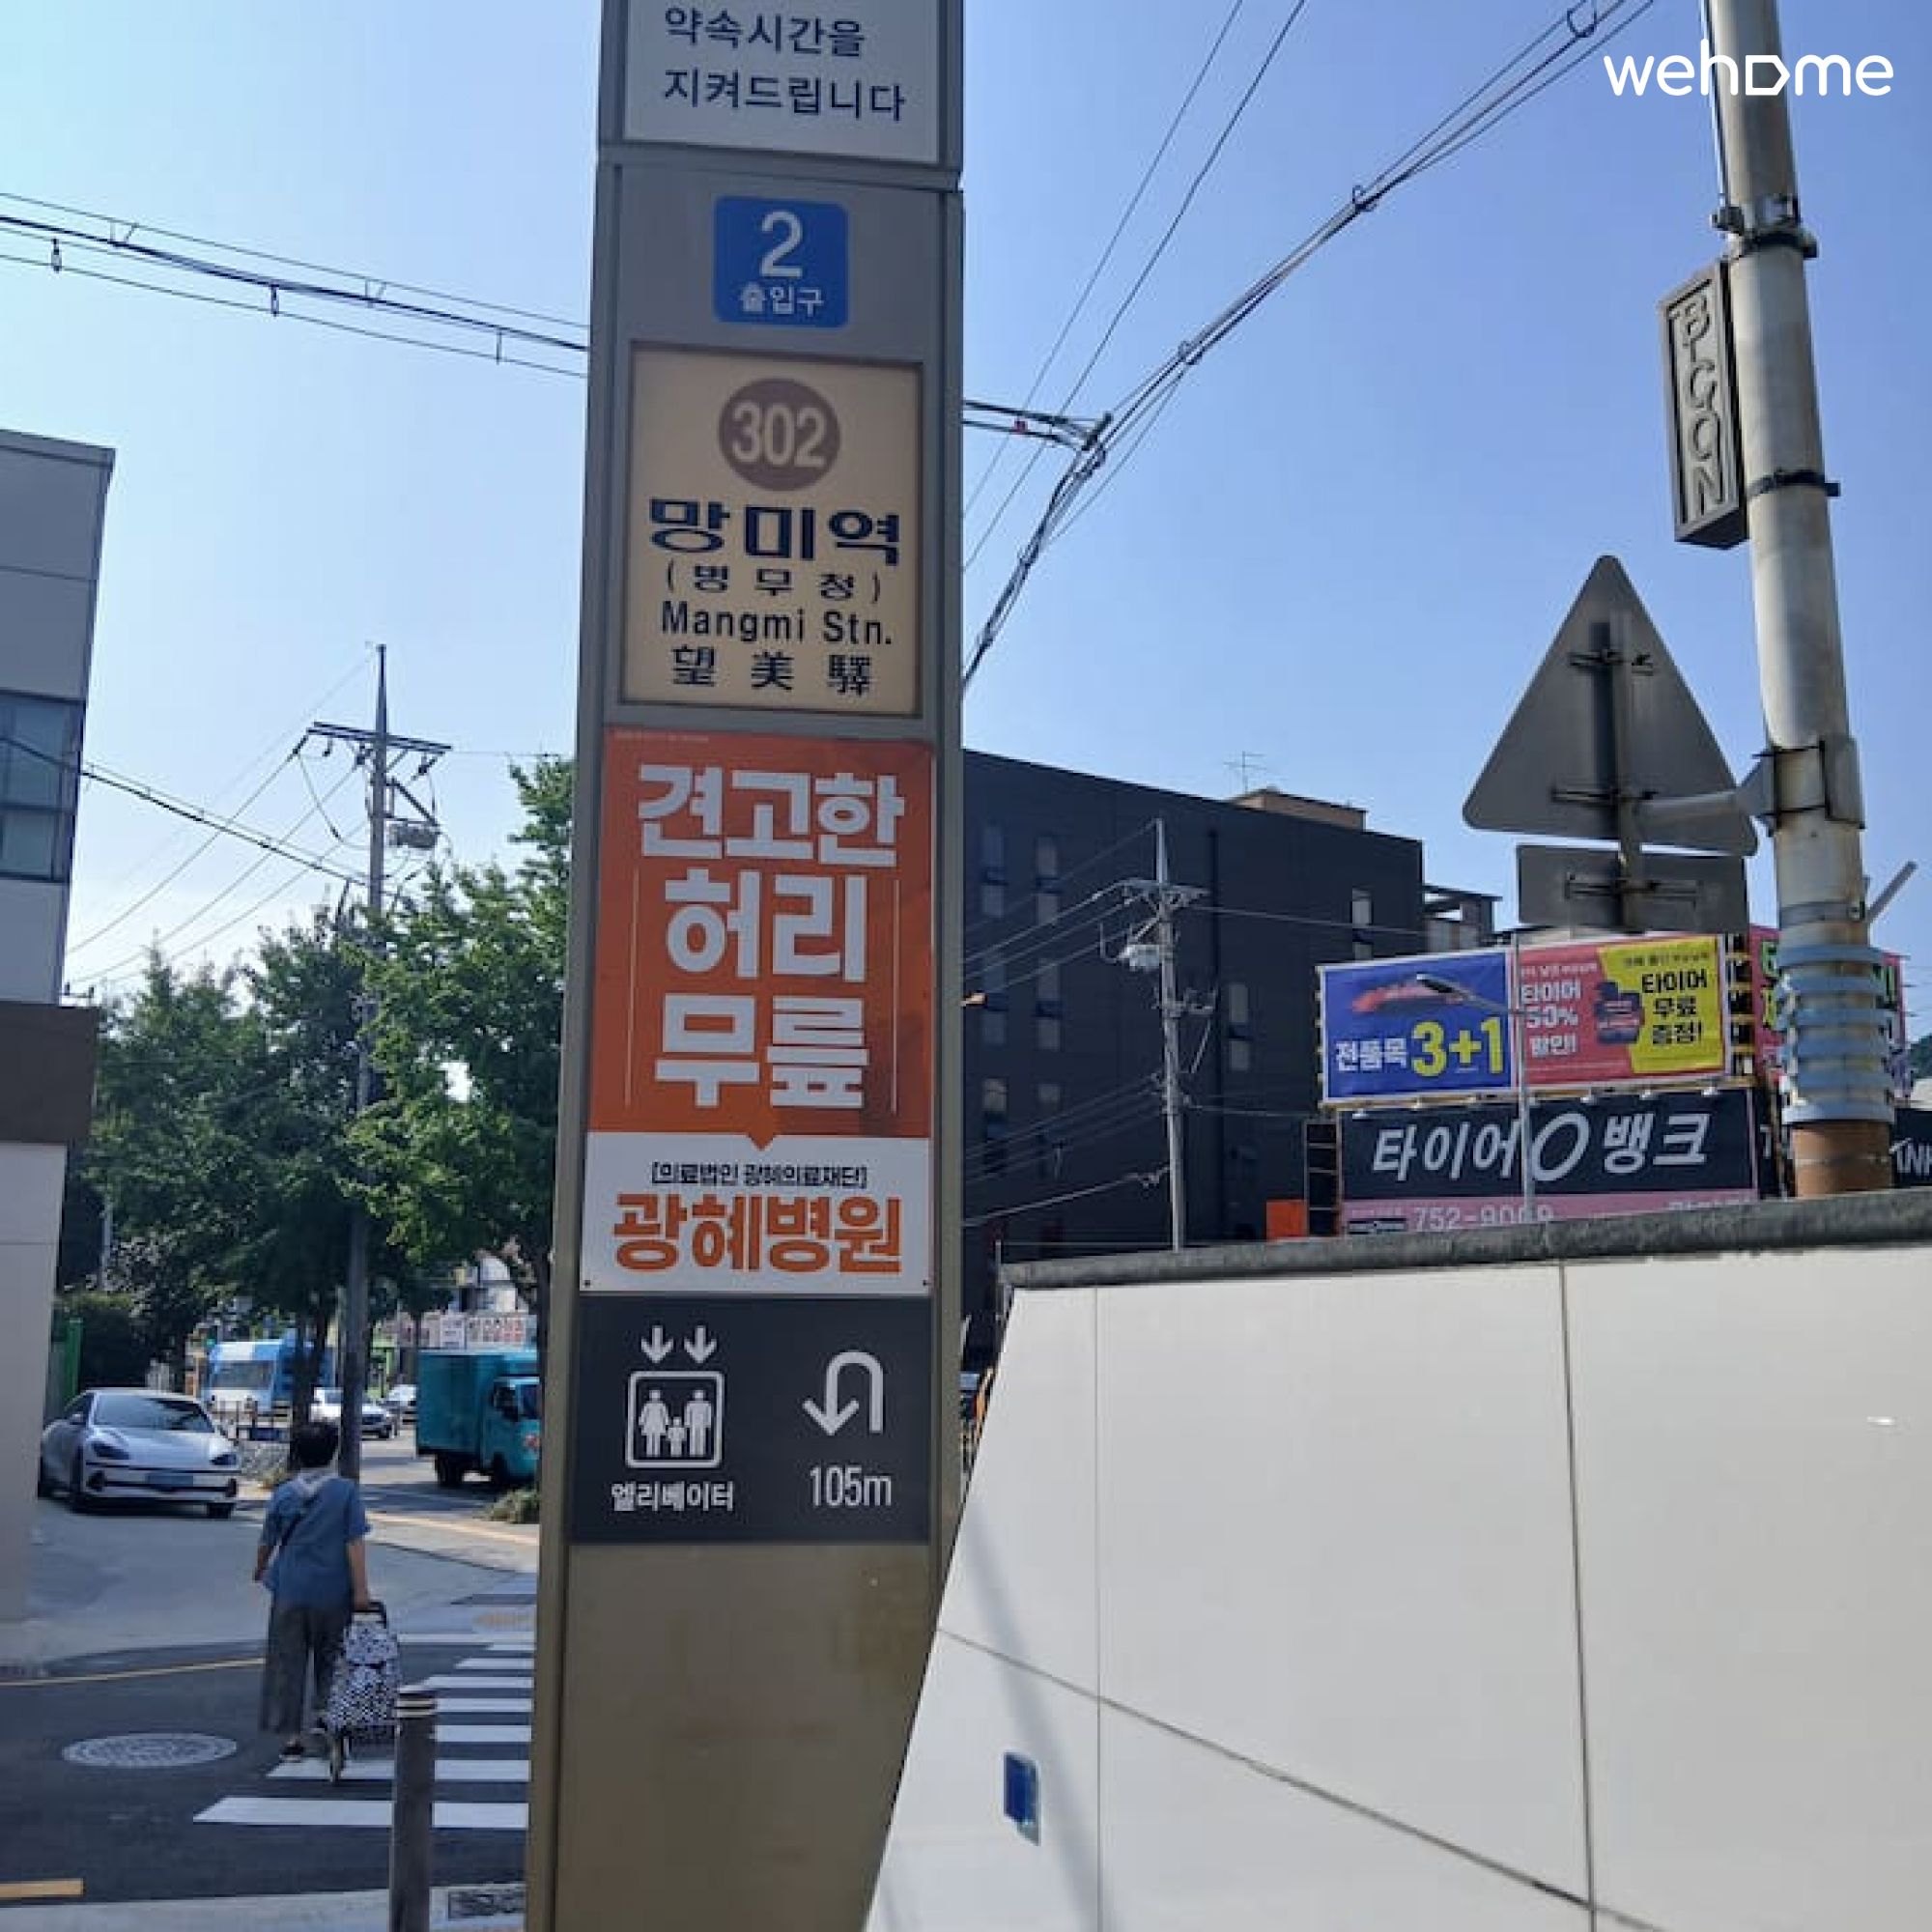 약속시간을
지켜드립니다
wehome
2
출입구
302
망미역
(병무청)
Mangmi Stn.
望美驛
BLCON
견고한
허리
무릎
[의료법인 광혜의료재단]
광혜병원
엘리베이터
105m
전품목 3+1
타이어
50%
할인!
타이어
무료
증정!
타이어 뱅크